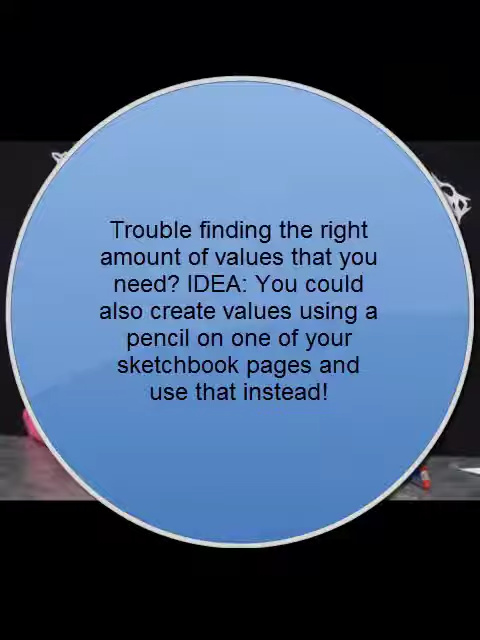 Trouble finding the right
amount of values that you
need? IDEA: You could
also create values using a
pencil on one of your
sketchbook pages and
use that instead!